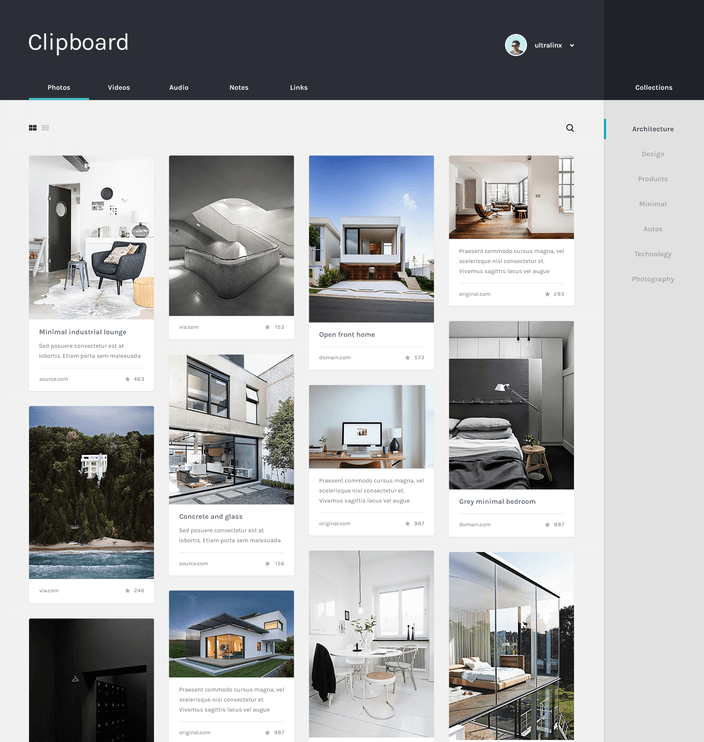 Clipboard
ultralinx
Photos
Videos
Audio
Notes
Links
Collections
Architecture
Design
Products
Minimal
Autos
Technology
Photography
Minimal industrial lounge
Sed posuere consectetur est at
lobortis. Etiam porta sem malesuada
source.com
463
via.com
246
via.com
153
Concrete and glass
Sed posuere consectetur est at
lobortis. Etiam porta sem malesuada
source.com
156
Praesent commodo cursus magna, vel
scelerisque nisl consectetur et.
Vivamus sagittis lacus vel augue
original.com
987
Open front home
domain.com
573
Praesent commodo cursus magna, vel
scelerisque nisl consectetur et.
Vivamus sagittis lacus vel augue
original.com
987
Praesent commodo cursus magna, vel
scelerisque nisl consectetur et.
Vivamus sagittis lacus vel augue
original.com
293
Grey minimal bedroom
domain.com
887